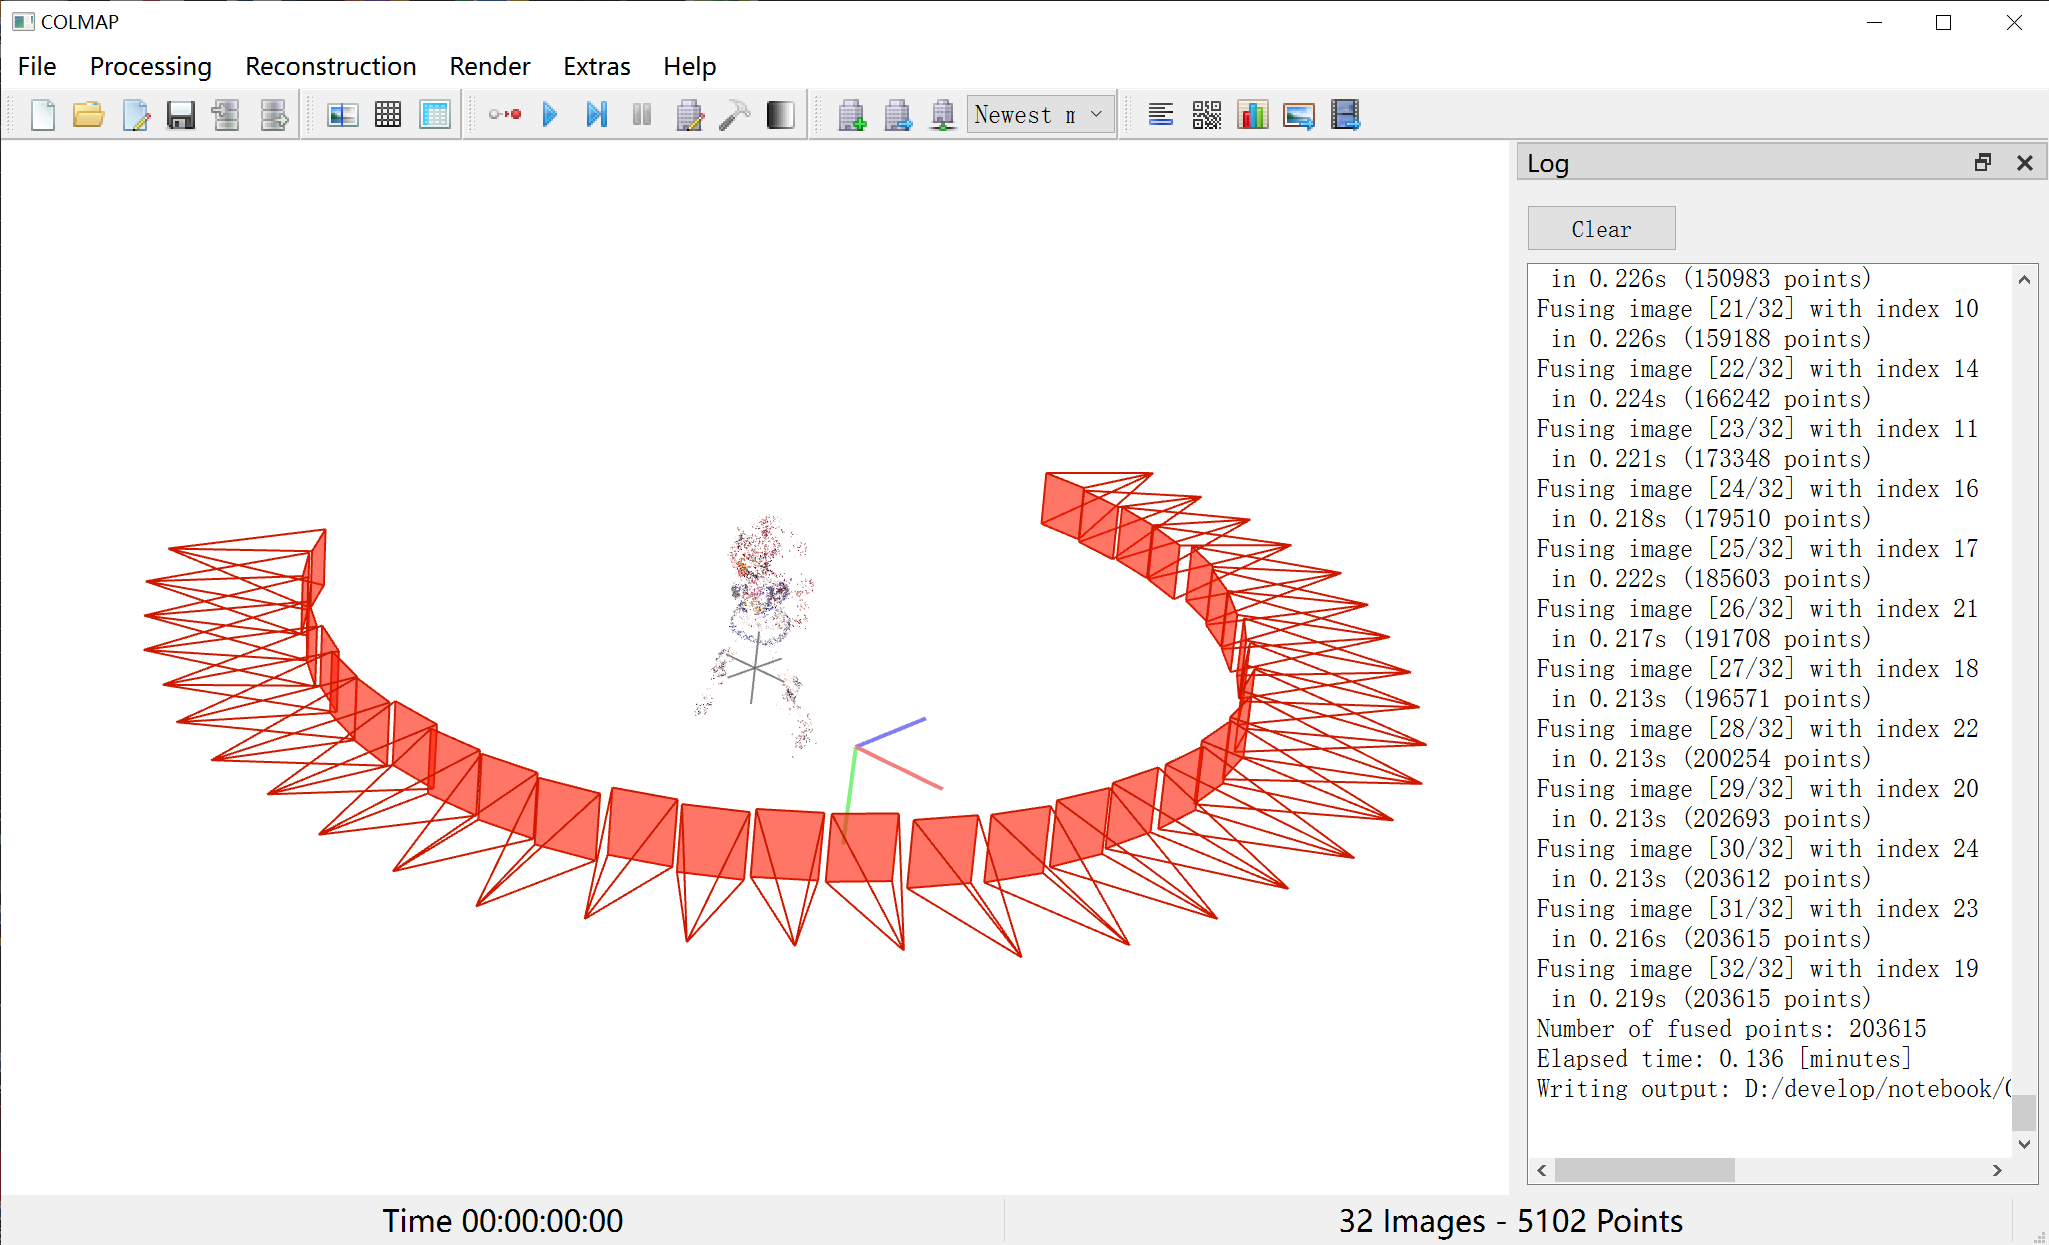 COLMAP
File Processing Reconstruction Render Extras Help
Newest m
Log
Clear
in 0.226s (150983 points)
Fusing image [21/32] with index 10
in 0.226s (159188 points)
Fusing image [22/32] with index 14
in 0.224s (166242 points)
Fusing image [23/32] with index 11
in 0.221s (173348 points)
Fusing image [24/32] with index 16
in 0.218s (179510 points)
Fusing image [25/32] with index 17
in 0.222s (185603 points)
Fusing image [26/32] with index 21
in 0.217s (191708 points)
Fusing image [27/32] with index 18
in 0.213s (196571 points)
Fusing image [28/32] with index 22
in 0.213s (200254 points)
Fusing image [29/32] with index 20
in 0.213s (202693 points)
Fusing image [30/32] with index 24
in 0.213s (203612 points)
Fusing image [31/32] with index 23
in 0.216s (203615 points)
Fusing image [32/32] with index 19
in 0.219s (203615 points)
Number of fused points: 203615
Elapsed time: 0.136 [minutes]
Writing output: D:/develop/notebook/
Time 00:00:00:00
32 Images - 5102 Points